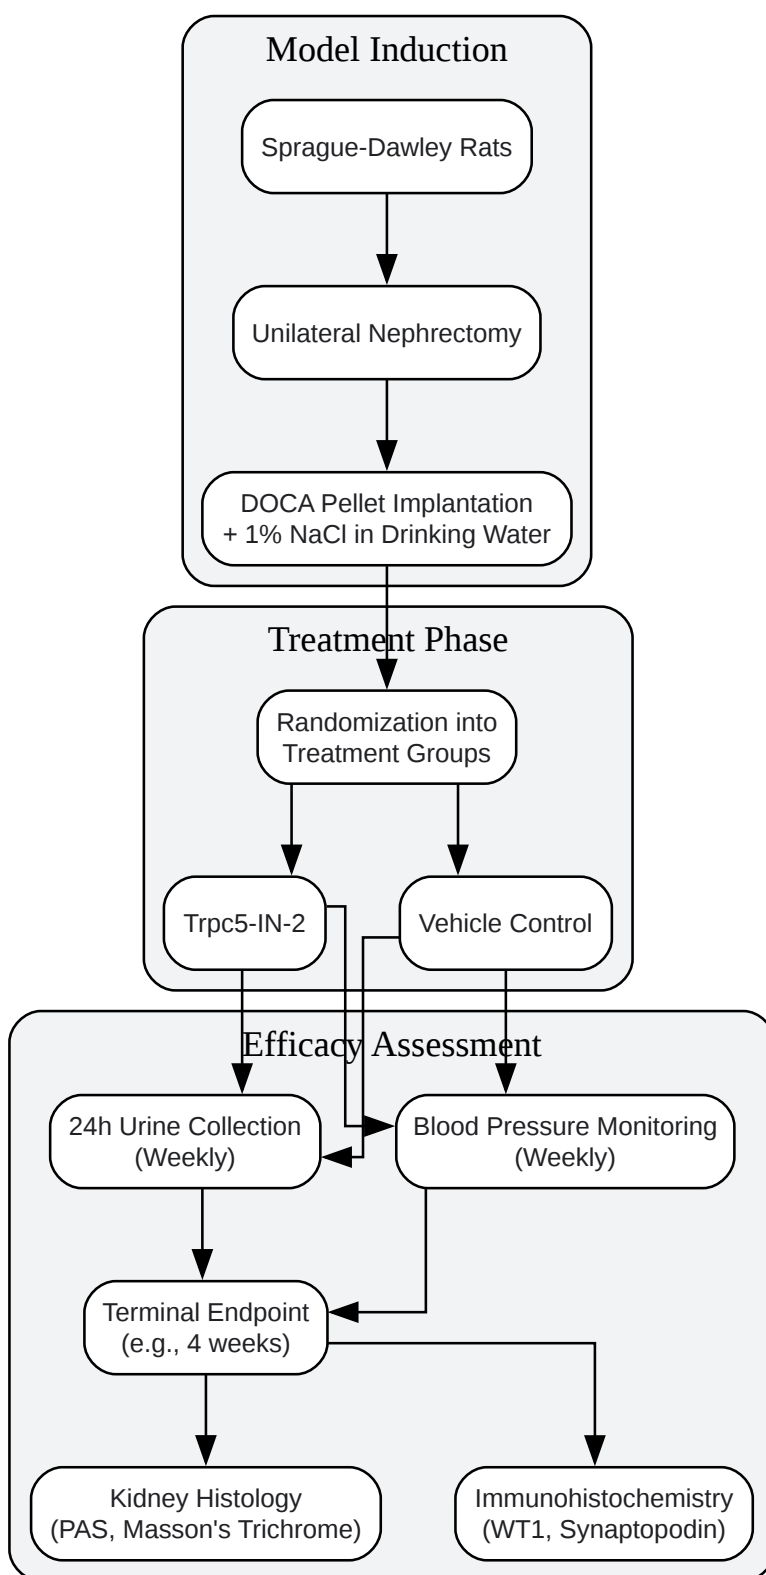 Model Induction
Sprague-Dawley Rats
Unilateral Nephrectomy
DOCA Pellet Implantation
+ 1% NaCl in Drinking Water
Treatment Phase
Randomization into
Treatment Groups
Trpc5-IN-2
Vehicle Control
Efficacy Assessment
24h Urine Collection
(Weekly)
Blood Pressure Monitoring
(Weekly)
Terminal Endpoint
(e.g., 4 weeks)
Kidney Histology
(PAS, Masson's Trichrome)
Immunohistochemistry
(WT1, Synaptopodin)